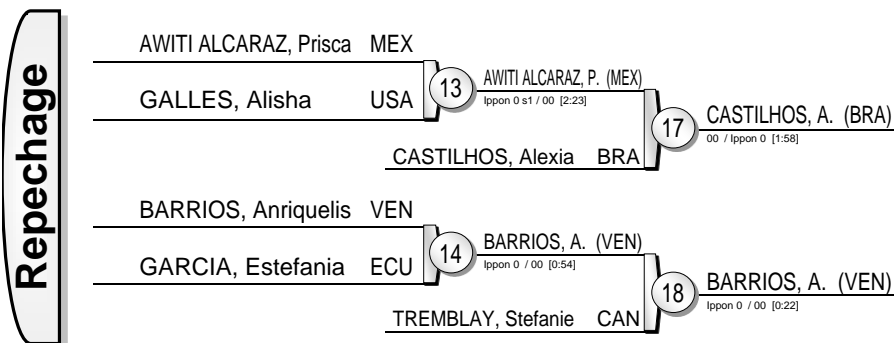 Repechage
AWITI ALCARAZ, Prisca MEX
GALLES, Alisha USA
13
AWITI ALCARAZ, P. (MEX)
Ippon 0 s1 / 00 [2:23]
CASTILHOS, Alexia BRA
17
CASTILHOS, A. (BRA)
00 / Ippon 0 [1:58]
BARRIOS, Anriquelis VEN
GARCIA, Estefania ECU
14
BARRIOS, A. (VEN)
Ippon 0 / 00 [0:54]
TREMBLAY, Stefanie CAN
18
BARRIOS, A. (VEN)
Ippon 0 / 00 [0:22]